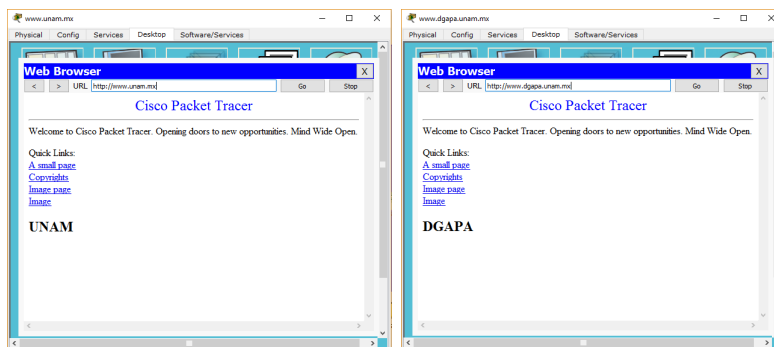 www.unam.mx
Physical Config Services Desktop Software/Services
Web Browser X
< > URL http://www.unam.mx Go Stop
Cisco Packet Tracer
Welcome to Cisco Packet Tracer. Opening doors to new opportunities. Mind Wide Open.
Quick Links:
A small page
Copyrights
Image page
Image
UNAM
www.dgapa.unam.mx
Physical Config Services Desktop Software/Services
Web Browser X
< > URL http://www.dgapa.unam.mx Go Stop
Cisco Packet Tracer
Welcome to Cisco Packet Tracer. Opening doors to new opportunities. Mind Wide Open.
Quick Links:
A small page
Copyrights
Image page
Image
DGAPA